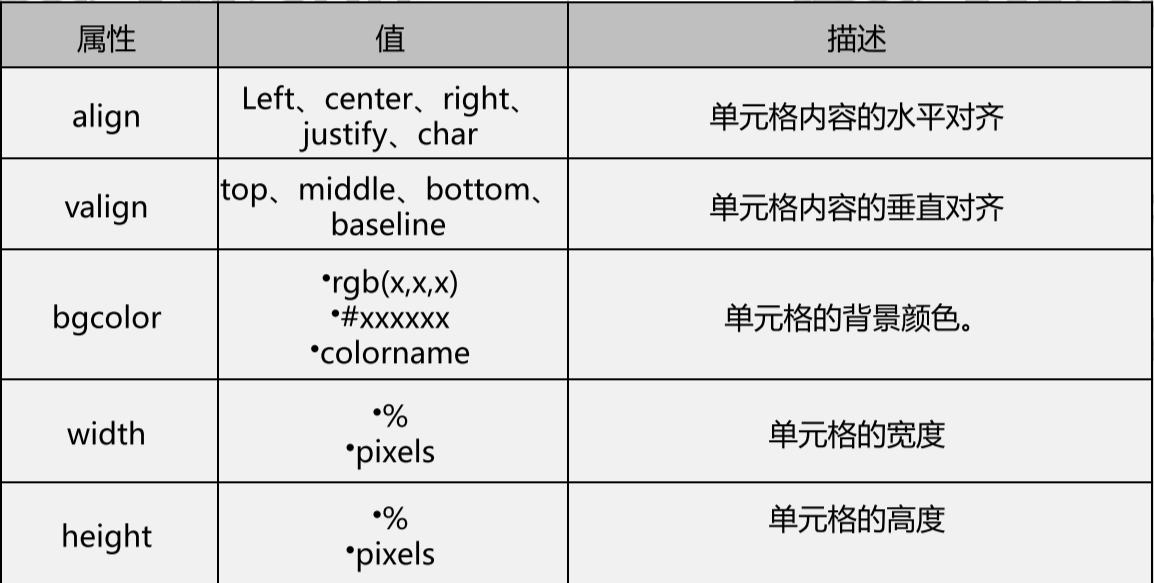 属性 值 描述
align
Left、center、right、
justify、char
单元格内容的水平对齐
valign
top、middle、bottom、
baseline
单元格内容的垂直对齐
bgcolor
•rgb(x,x,x)
•#xxxxxx
•colorname
单元格的背景颜色。
width
•%
•pixels
单元格的宽度
height
•%
•pixels
单元格的高度